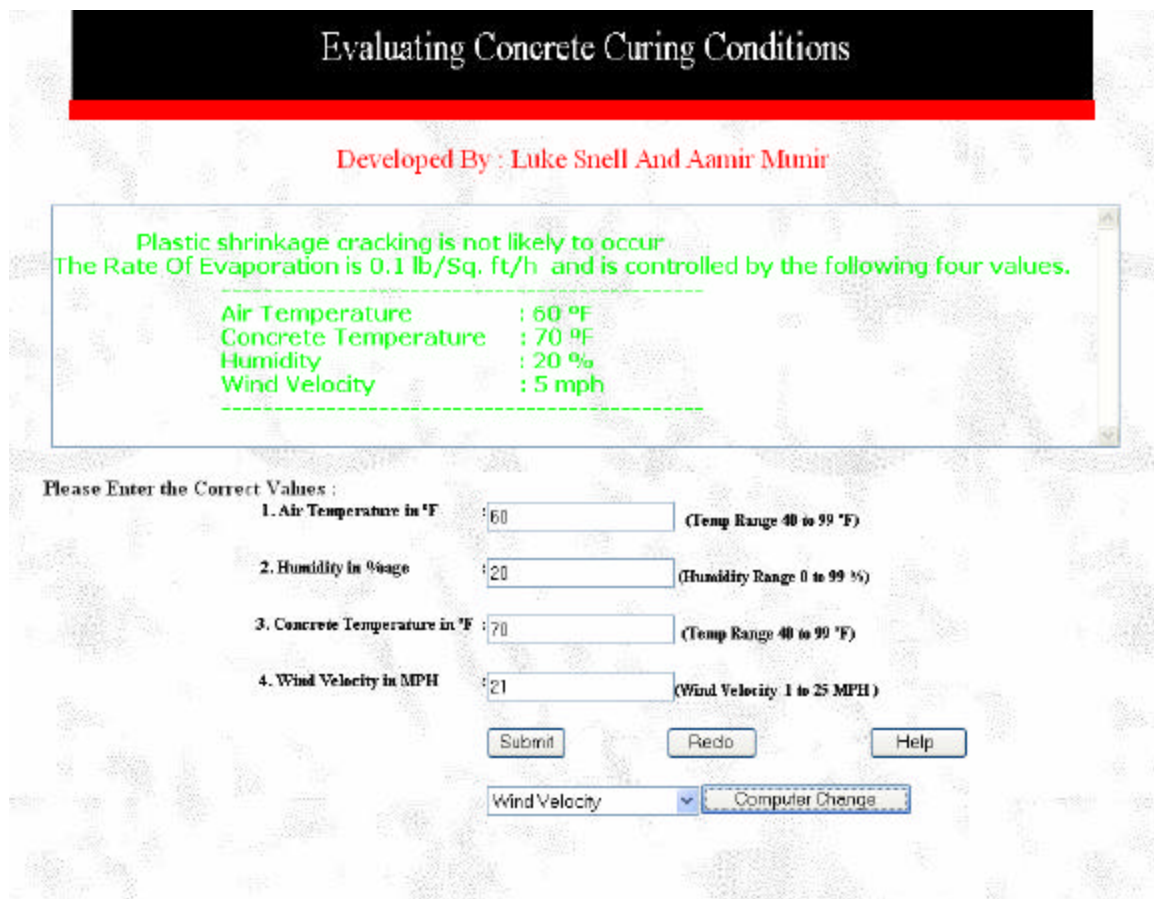 Evaluating Concrete Curing Conditions
Developed By : Luke Snell And Aamir Munir
Plastic shrinkage cracking is not likely to occur
The Rate Of Evaporation is 0.1 lb/Sq. ft/h and is controlled by the following four values.
-----------------------------------------------
Air Temperature : 60 ºF
Concrete Temperature : 70 ºF
Humidity : 20 %
Wind Velocity : 5 mph
-----------------------------------------------
Please Enter the Correct Values :
1. Air Temperature in ºF : 60 (Temp Range 40 to 99 ºF)
2. Humidity in %age : 20 (Humidity Range 0 to 99 %)
3. Concrete Temperature in ºF : 70 (Temp Range 40 to 99 ºF)
4. Wind Velocity in MPH : 21 (Wind Velocity 1 to 25 MPH )
Submit Redo Help
Wind Velocity Computer Change